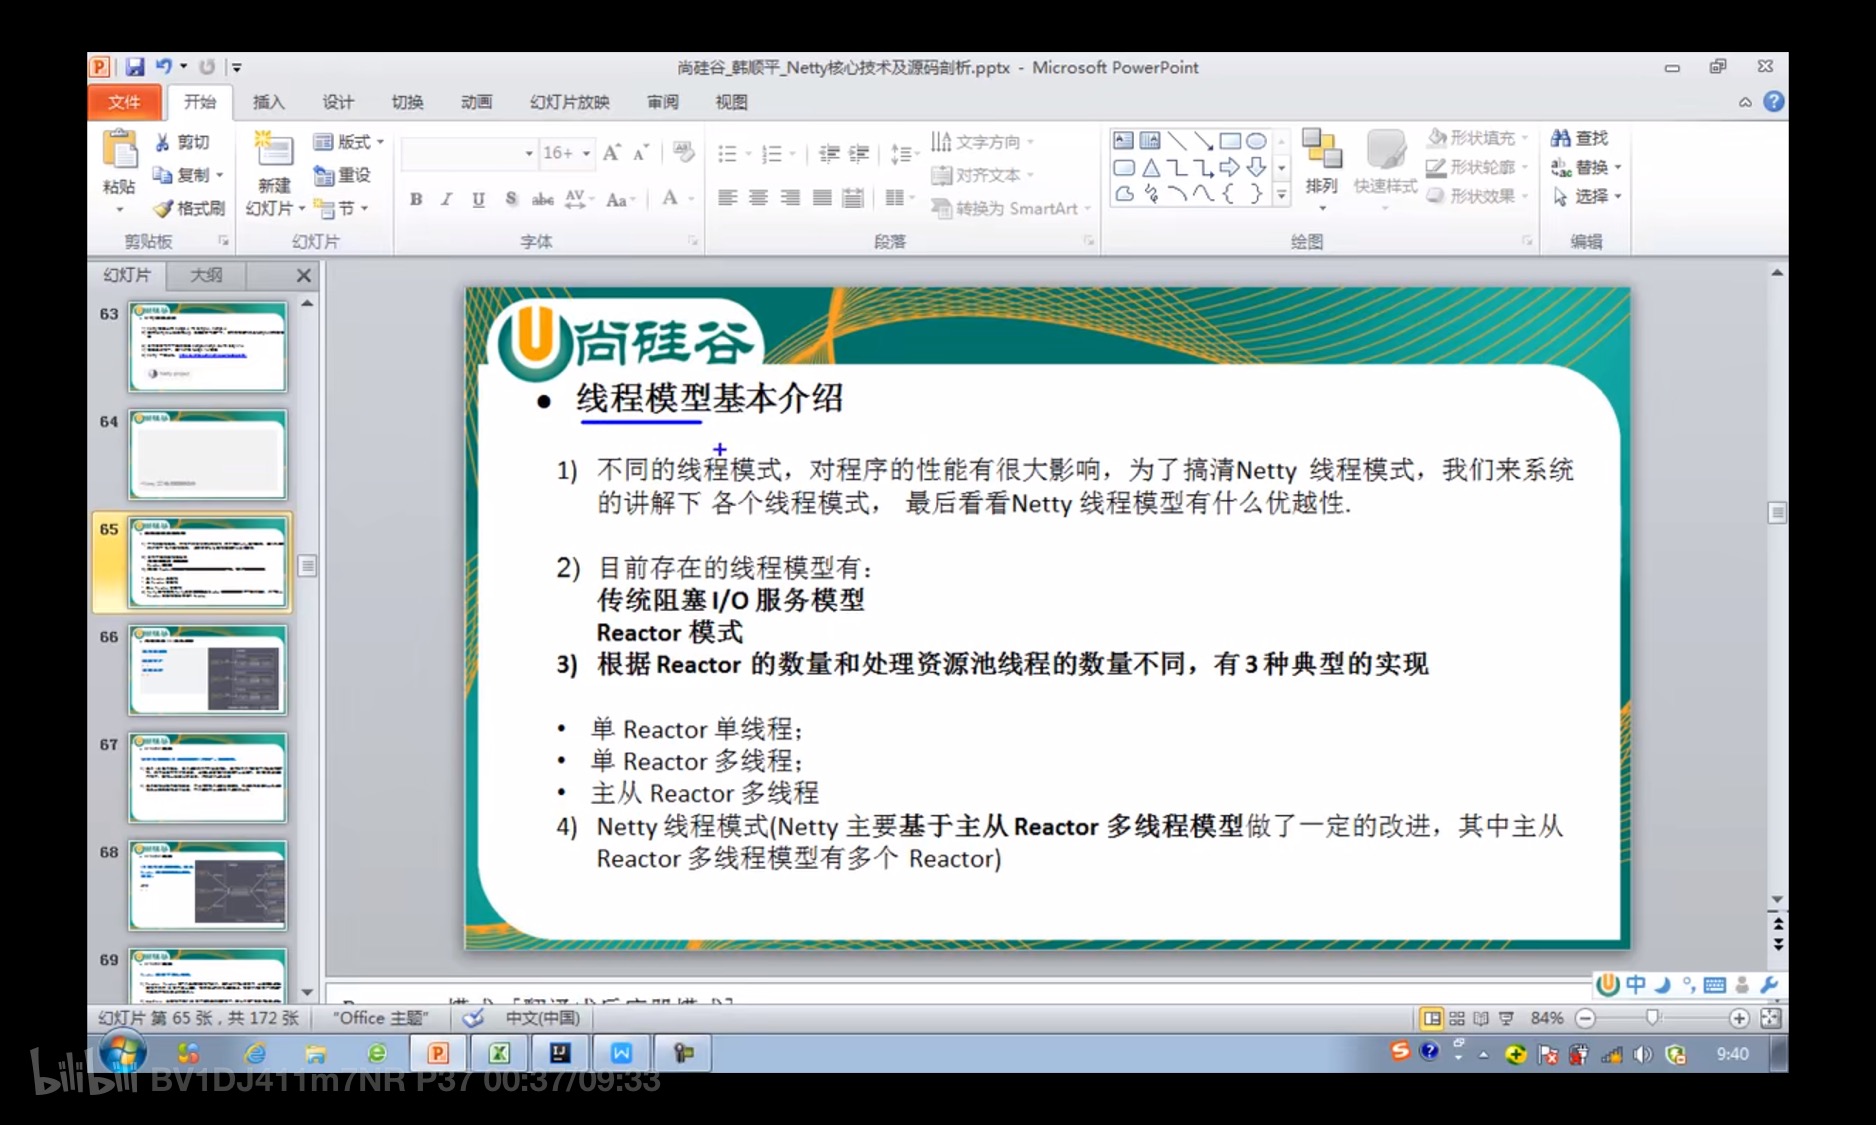 尚硅谷_韩顺平_Netty核心技术及源码剖析.pptx - Microsoft PowerPoint
文件 开始 插入 设计 切换 动画 幻灯片放映 审阅 视图
粘贴 剪切 复制 格式刷
剪贴板
新建 幻灯片 版式 重设 节
幻灯片
16+
B I U S abc AV Aa A
字体
文字方向
对齐文本
转换为 SmartArt
段落
排列 快速样式 形状填充 形状轮廓 形状效果
绘图
查找
替换
选择
编辑
幻灯片 大纲
63
64
65
66
67
68
69
尚硅谷
● 线程模型基本介绍
1) 不同的线程模式，对程序的性能有很大影响，为了搞清Netty 线程模式，我们来系统
的讲解下 各个线程模式， 最后看看Netty 线程模型有什么优越性.
2) 目前存在的线程模型有：
传统阻塞 I/O 服务模型
Reactor 模式
3) 根据 Reactor 的数量和处理资源池线程的数量不同，有 3 种典型的实现
• 单 Reactor 单线程；
• 单 Reactor 多线程；
• 主从 Reactor 多线程
4) Netty 线程模式(Netty 主要基于主从 Reactor 多线程模型做了一定的改进，其中主从
Reactor 多线程模型有多个 Reactor)
中
幻灯片 第 65 张，共 172 张 "Office 主题" 中文(中国) 84%
9:40
bilibili BV1DJ411m7NR P37 00:37/09:33